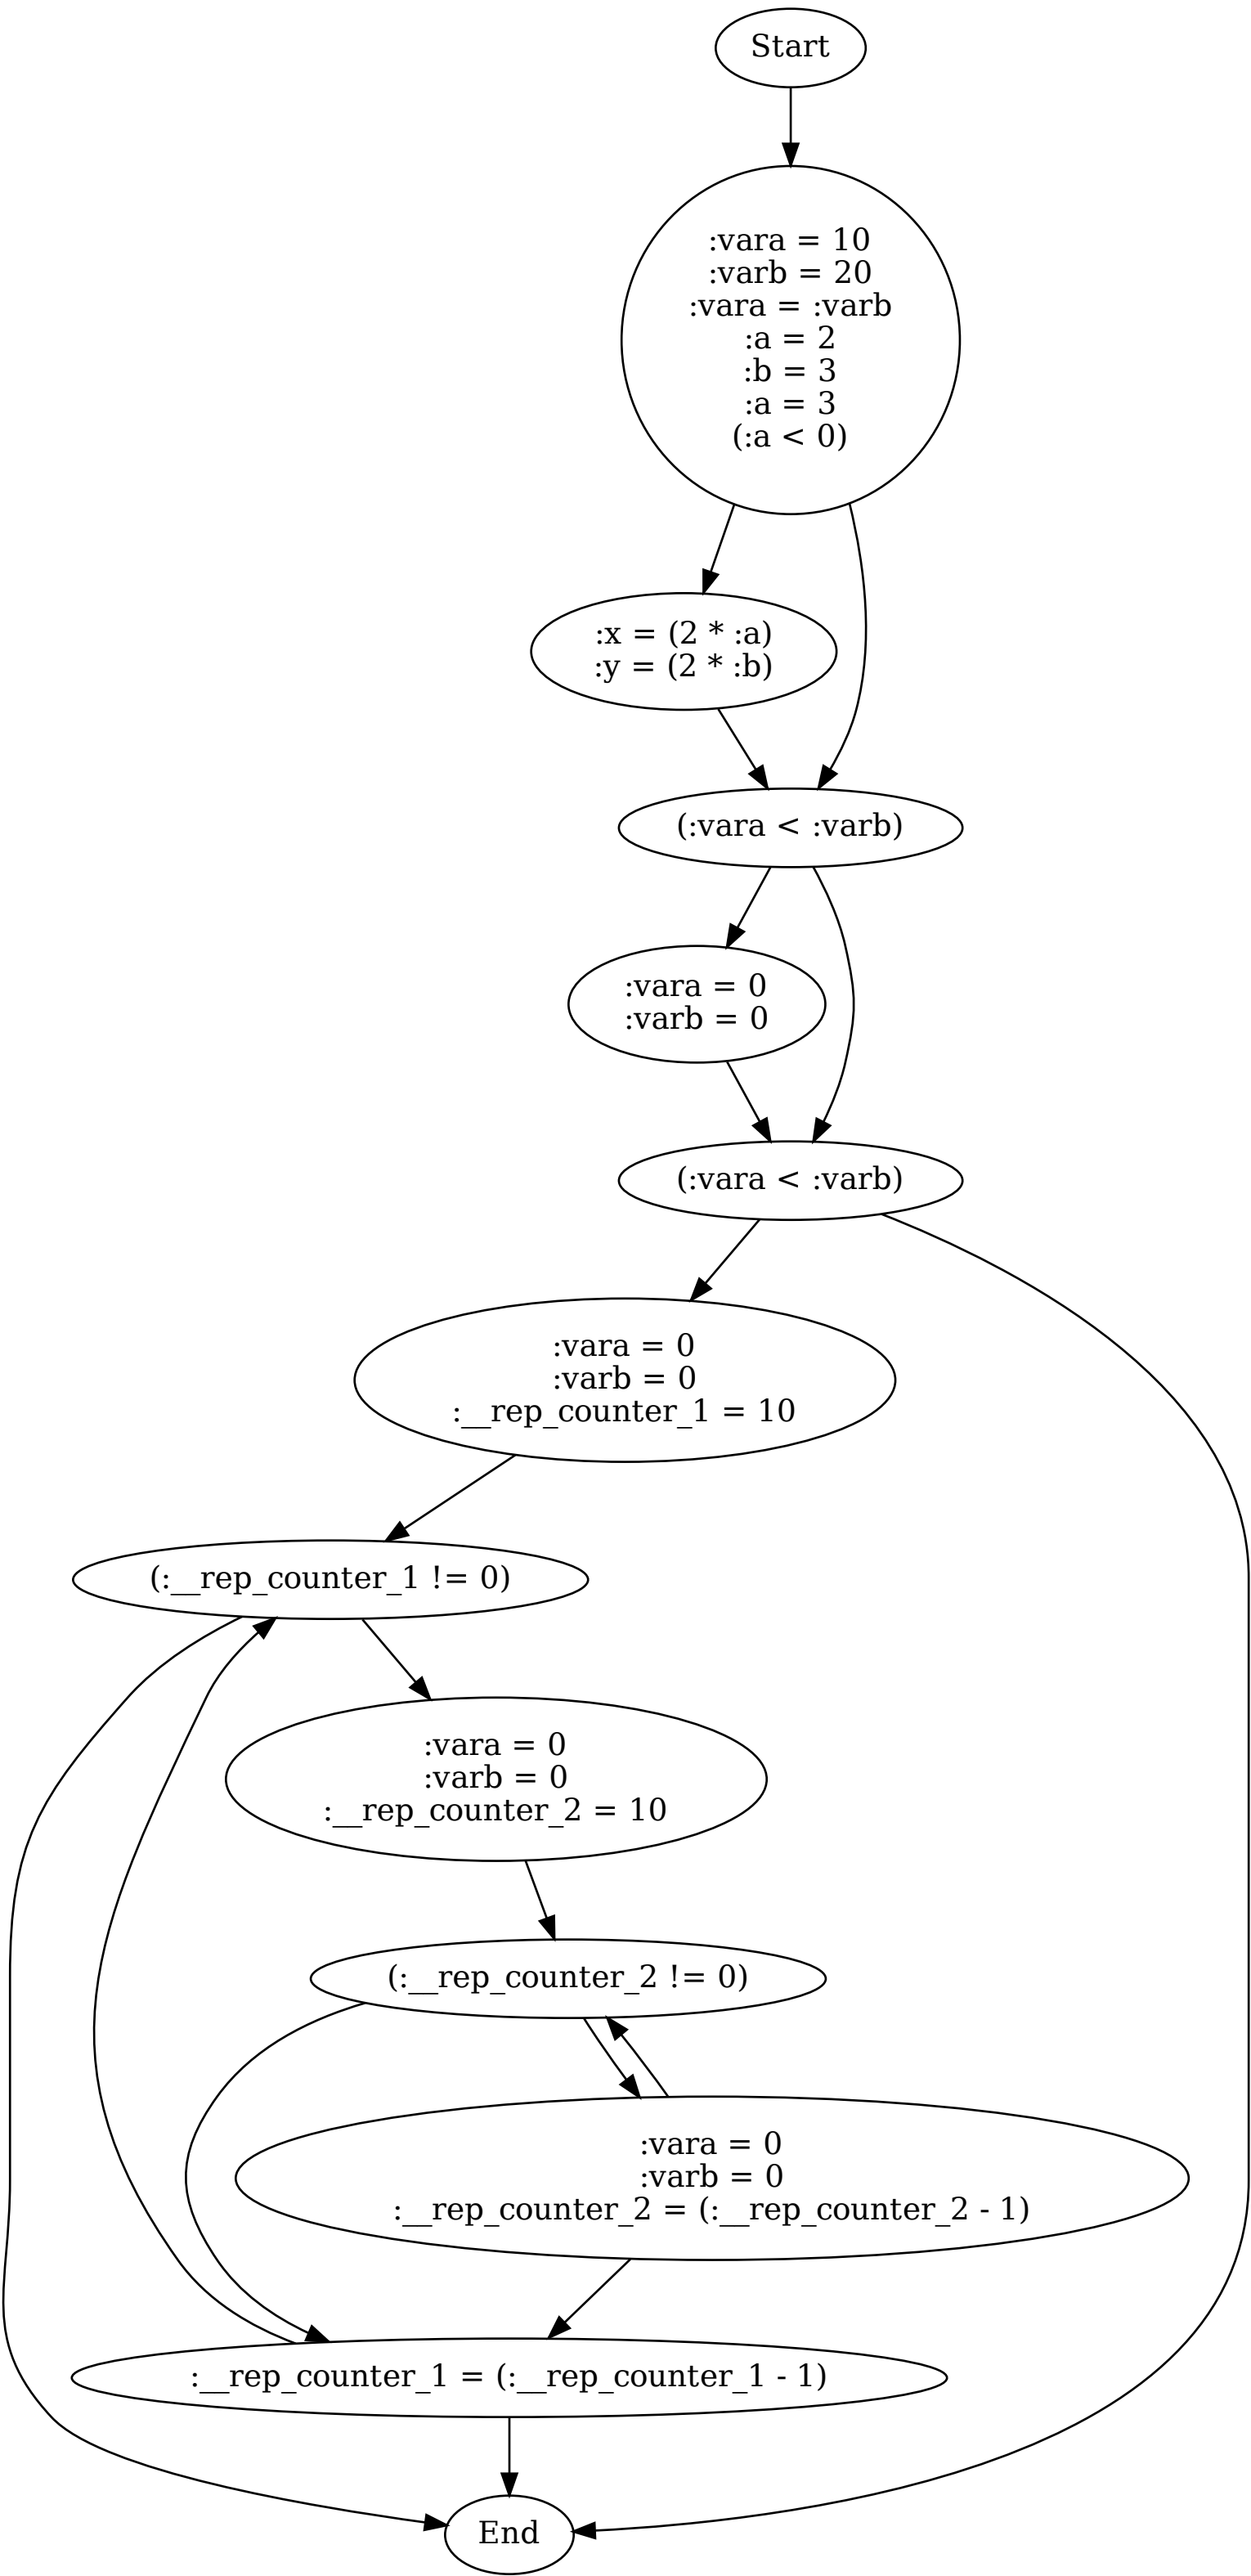 Start
:vara = 10
:varb = 20
:vara = :varb
:a = 2
:b = 3
:a = 3
(:a < 0)
:x = (2 * :a)
:y = (2 * :b)
(:vara < :varb)
:vara = 0
:varb = 0
(:vara < :varb)
:vara = 0
:varb = 0
:__rep_counter_1 = 10
(:__rep_counter_1 != 0)
:vara = 0
:varb = 0
:__rep_counter_2 = 10
(:__rep_counter_2 != 0)
:vara = 0
:varb = 0
:__rep_counter_2 = (:__rep_counter_2 - 1)
:__rep_counter_1 = (:__rep_counter_1 - 1)
End